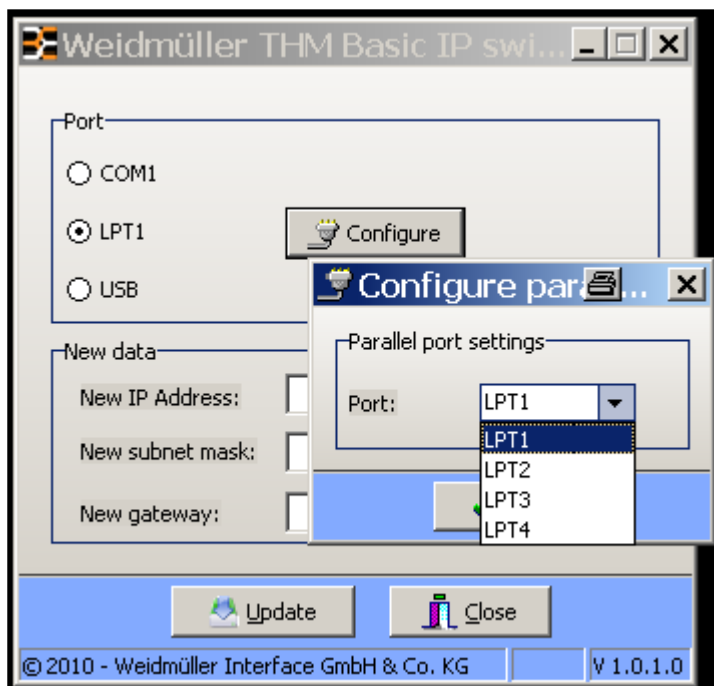 Weidmüller THM Basic IP swi...
Port
COM1
LPT1
Configure
USB
Configure para...
Parallel port settings
Port:
LPT1
LPT1
LPT2
LPT3
LPT4
New data
New IP Address:
New subnet mask:
New gateway:
Update
Close
© 2010 - Weidmüller Interface GmbH & Co. KG
V 1.0.1.0